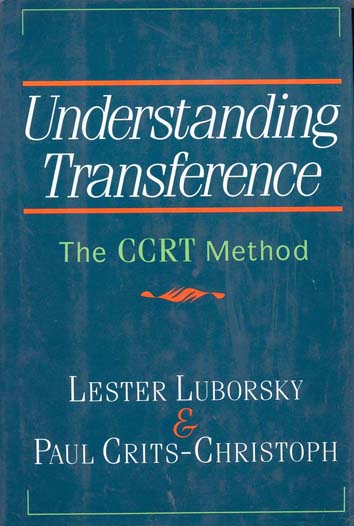 Understanding
Transference
The CCRT Method
LESTER LUBORSKY
&
PAUL CRITS-CHRISTOPH